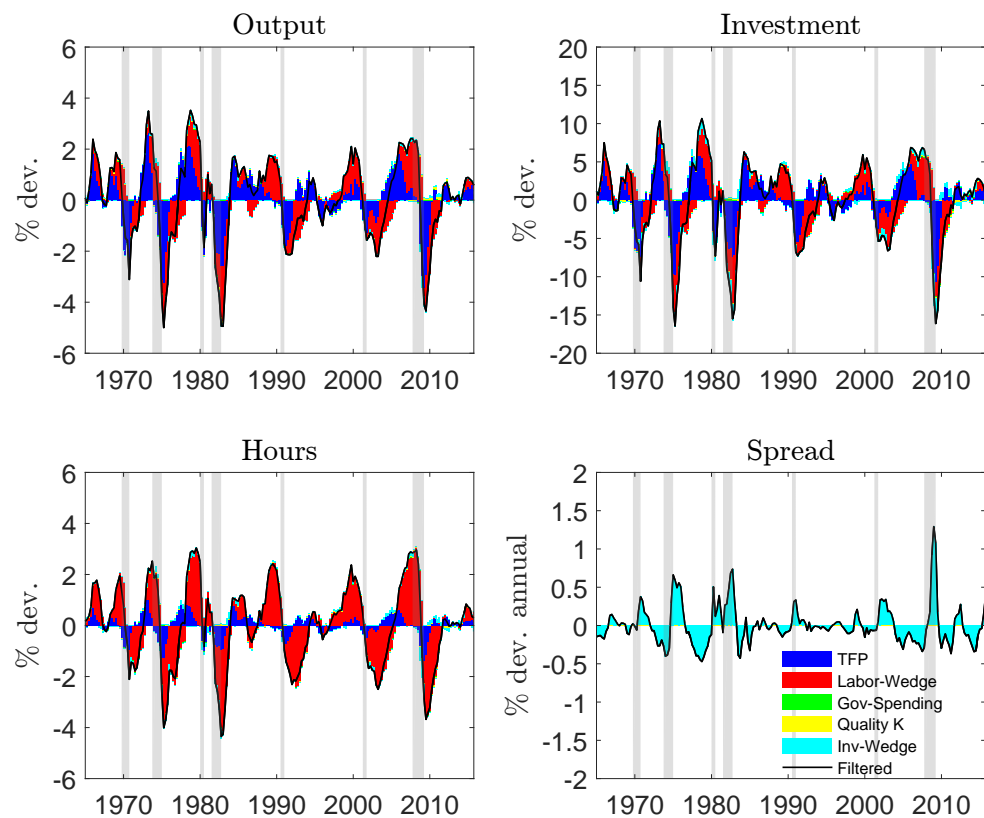 Output
6
4
2
0
-2
-4
-6
% dev.
1970 1980 1990 2000 2010
Investment
20
15
10
5
0
-5
-10
-15
-20
% dev.
1970 1980 1990 2000 2010
Hours
6
4
2
0
-2
-4
-6
% dev.
1970 1980 1990 2000 2010
Spread
2
1.5
1
0.5
0
-0.5
-1
-1.5
-2
% dev. annual
TFP
Labor-Wedge
Gov-Spending
Quality K
Inv-Wedge
Filtered
1970 1980 1990 2000 2010